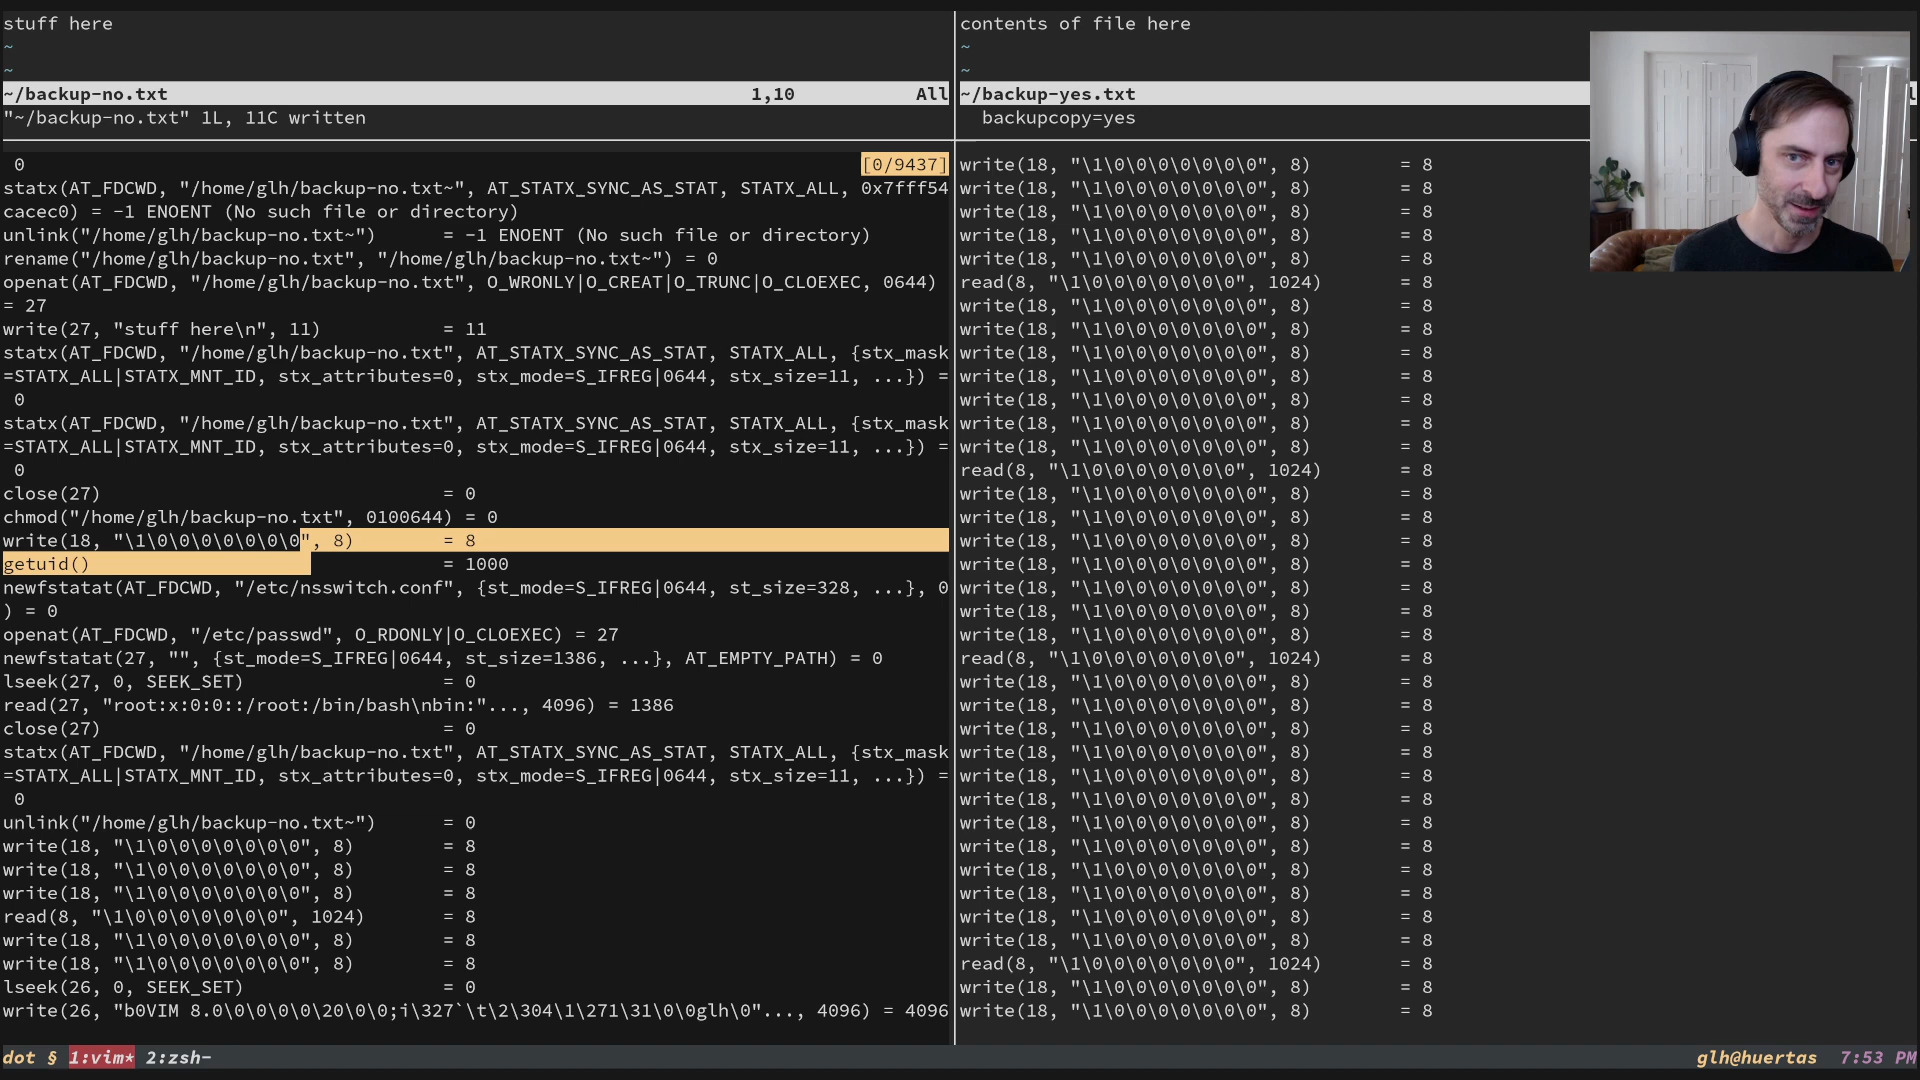 stuff here
~
~
~/backup-no.txt 1,10 All
"~/backup-no.txt" 1L, 11C written
0 [0/9437]
statx(AT_FDCWD, "/home/glh/backup-no.txt~", AT_STATX_SYNC_AS_STAT, STATX_ALL, 0x7fff54
cacec0) = -1 ENOENT (No such file or directory)
unlink("/home/glh/backup-no.txt~") = -1 ENOENT (No such file or directory)
rename("/home/glh/backup-no.txt", "/home/glh/backup-no.txt~") = 0
openat(AT_FDCWD, "/home/glh/backup-no.txt", O_WRONLY|O_CREAT|O_TRUNC|O_CLOEXEC, 0644)
= 27
write(27, "stuff here\n", 11) = 11
statx(AT_FDCWD, "/home/glh/backup-no.txt", AT_STATX_SYNC_AS_STAT, STATX_ALL, {stx_mask
=STATX_ALL|STATX_MNT_ID, stx_attributes=0, stx_mode=S_IFREG|0644, stx_size=11, ...}) =
0
statx(AT_FDCWD, "/home/glh/backup-no.txt", AT_STATX_SYNC_AS_STAT, STATX_ALL, {stx_mask
=STATX_ALL|STATX_MNT_ID, stx_attributes=0, stx_mode=S_IFREG|0644, stx_size=11, ...}) =
0
close(27) = 0
chmod("/home/glh/backup-no.txt", 0100644) = 0
write(18, "\1\0\0\0\0\0\0\0", 8) = 8
getuid() = 1000
newfstatat(AT_FDCWD, "/etc/nsswitch.conf", {st_mode=S_IFREG|0644, st_size=328, ...}, 0
) = 0
openat(AT_FDCWD, "/etc/passwd", O_RDONLY|O_CLOEXEC) = 27
newfstatat(27, "", {st_mode=S_IFREG|0644, st_size=1386, ...}, AT_EMPTY_PATH) = 0
lseek(27, 0, SEEK_SET) = 0
read(27, "root:x:0:0::/root:/bin/bash\nbin:"..., 4096) = 1386
close(27) = 0
statx(AT_FDCWD, "/home/glh/backup-no.txt", AT_STATX_SYNC_AS_STAT, STATX_ALL, {stx_mask
=STATX_ALL|STATX_MNT_ID, stx_attributes=0, stx_mode=S_IFREG|0644, stx_size=11, ...}) =
0
unlink("/home/glh/backup-no.txt~") = 0
write(18, "\1\0\0\0\0\0\0\0", 8) = 8
write(18, "\1\0\0\0\0\0\0\0", 8) = 8
write(18, "\1\0\0\0\0\0\0\0", 8) = 8
read(8, "\1\0\0\0\0\0\0\0", 1024) = 8
write(18, "\1\0\0\0\0\0\0\0", 8) = 8
write(18, "\1\0\0\0\0\0\0\0", 8) = 8
lseek(26, 0, SEEK_SET) = 0
write(26, "b0VIM 8.0\0\0\0\0\20\0\0;i\327`\t\2\304\1\271\31\0\0glh\0"..., 4096) = 4096
contents of file here
~
~
~/backup-yes.txt
backupcopy=yes
write(18, "\1\0\0\0\0\0\0\0", 8) = 8
write(18, "\1\0\0\0\0\0\0\0", 8) = 8
write(18, "\1\0\0\0\0\0\0\0", 8) = 8
write(18, "\1\0\0\0\0\0\0\0", 8) = 8
write(18, "\1\0\0\0\0\0\0\0", 8) = 8
read(8, "\1\0\0\0\0\0\0\0", 1024) = 8
write(18, "\1\0\0\0\0\0\0\0", 8) = 8
write(18, "\1\0\0\0\0\0\0\0", 8) = 8
write(18, "\1\0\0\0\0\0\0\0", 8) = 8
write(18, "\1\0\0\0\0\0\0\0", 8) = 8
write(18, "\1\0\0\0\0\0\0\0", 8) = 8
write(18, "\1\0\0\0\0\0\0\0", 8) = 8
write(18, "\1\0\0\0\0\0\0\0", 8) = 8
read(8, "\1\0\0\0\0\0\0\0", 1024) = 8
write(18, "\1\0\0\0\0\0\0\0", 8) = 8
write(18, "\1\0\0\0\0\0\0\0", 8) = 8
write(18, "\1\0\0\0\0\0\0\0", 8) = 8
write(18, "\1\0\0\0\0\0\0\0", 8) = 8
write(18, "\1\0\0\0\0\0\0\0", 8) = 8
write(18, "\1\0\0\0\0\0\0\0", 8) = 8
write(18, "\1\0\0\0\0\0\0\0", 8) = 8
read(8, "\1\0\0\0\0\0\0\0", 1024) = 8
write(18, "\1\0\0\0\0\0\0\0", 8) = 8
write(18, "\1\0\0\0\0\0\0\0", 8) = 8
write(18, "\1\0\0\0\0\0\0\0", 8) = 8
write(18, "\1\0\0\0\0\0\0\0", 8) = 8
write(18, "\1\0\0\0\0\0\0\0", 8) = 8
write(18, "\1\0\0\0\0\0\0\0", 8) = 8
write(18, "\1\0\0\0\0\0\0\0", 8) = 8
write(18, "\1\0\0\0\0\0\0\0", 8) = 8
write(18, "\1\0\0\0\0\0\0\0", 8) = 8
write(18, "\1\0\0\0\0\0\0\0", 8) = 8
write(18, "\1\0\0\0\0\0\0\0", 8) = 8
write(18, "\1\0\0\0\0\0\0\0", 8) = 8
read(8, "\1\0\0\0\0\0\0\0", 1024) = 8
write(18, "\1\0\0\0\0\0\0\0", 8) = 8
write(18, "\1\0\0\0\0\0\0\0", 8) = 8
dot § 1:vim* 2:zsh- glh@huertas 7:53 PM